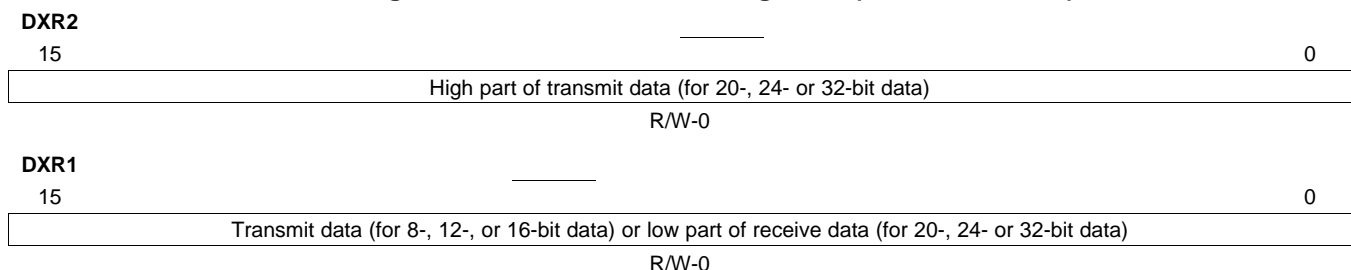 DXR2
15 0
High part of transmit data (for 20-, 24- or 32-bit data)
R/W-0
DXR1
15 0
Transmit data (for 8-, 12-, or 16-bit data) or low part of receive data (for 20-, 24- or 32-bit data)
R/W-0